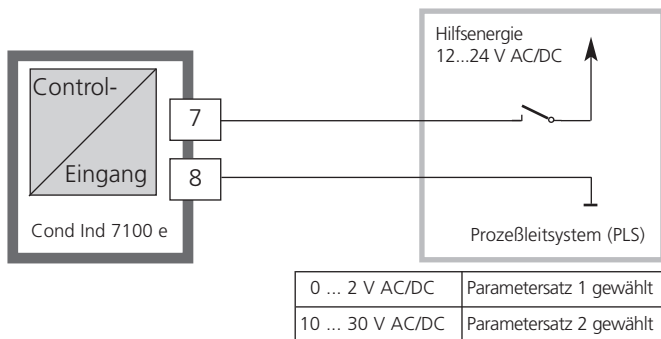 Control-
Eingang
7
8
Cond Ind 7100 e
Hilfsenergie
12...24 V AC/DC
Prozeßleitsystem (PLS)
0 ... 2 V AC/DC Parametersatz 1 gewählt
10 ... 30 V AC/DC Parametersatz 2 gewählt